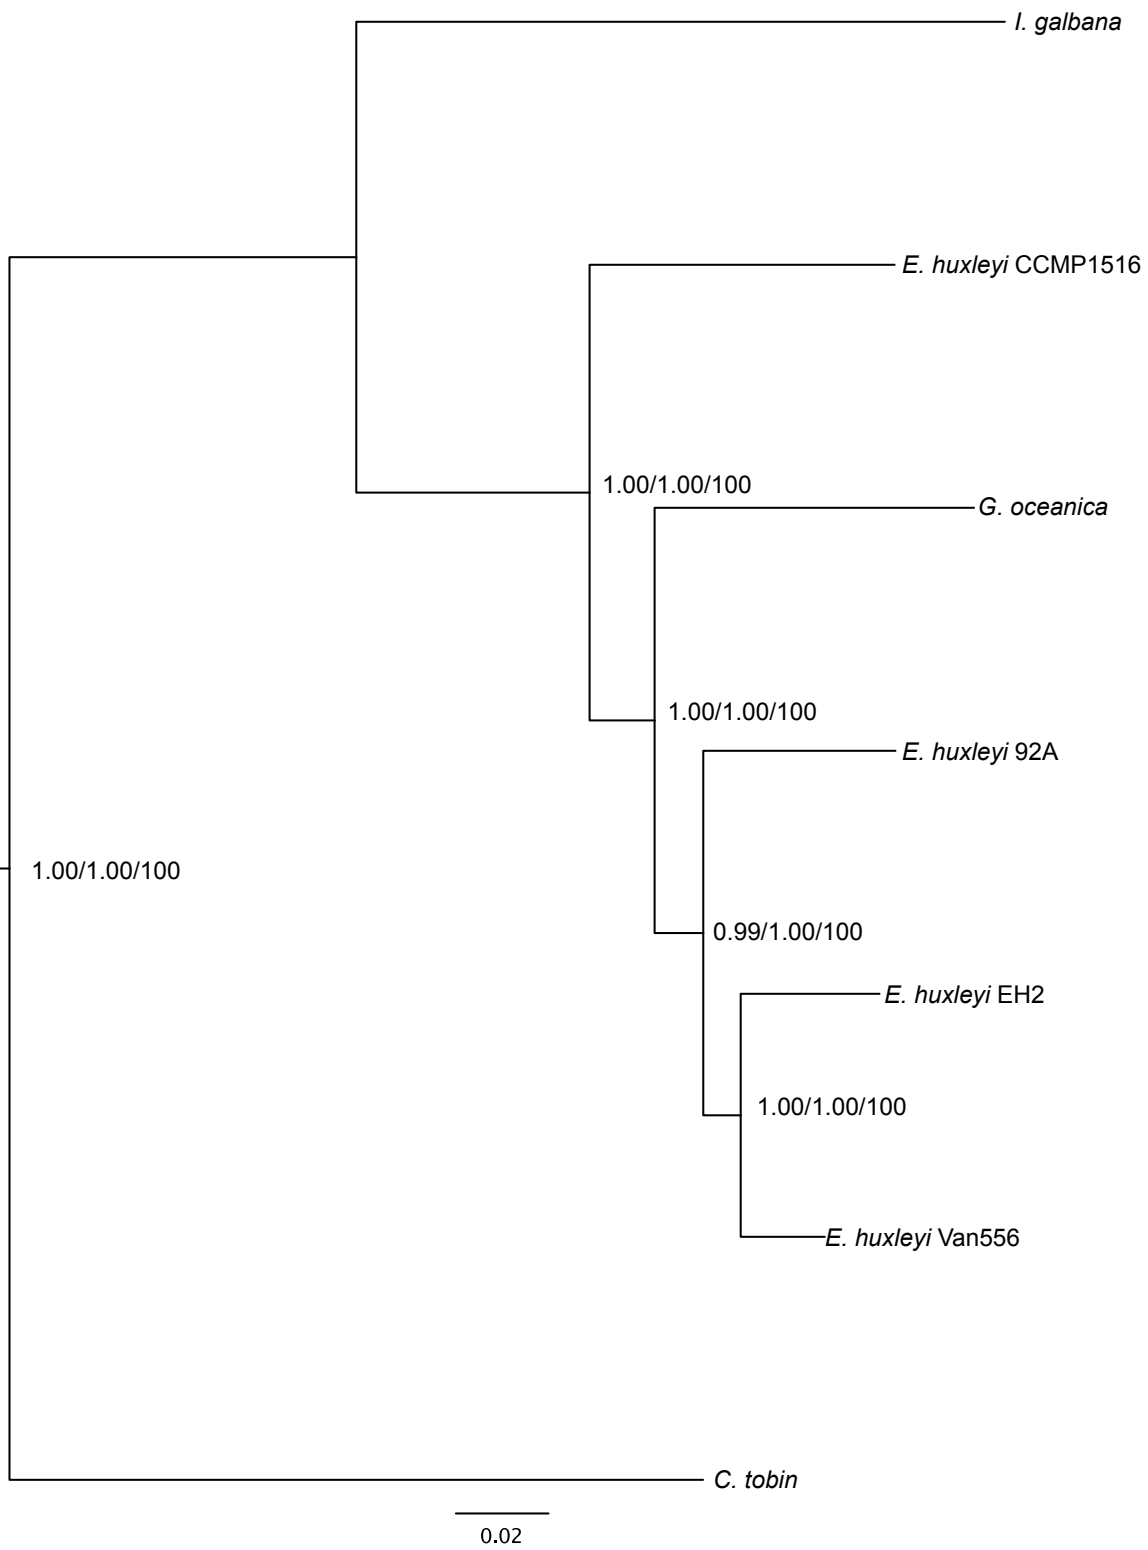 I. galbana
E. huxleyi CCMP1516
1.00/1.00/100
G. oceanica
1.00/1.00/100
E. huxleyi 92A
1.00/1.00/100
0.99/1.00/100
E. huxleyi EH2
1.00/1.00/100
E. huxleyi Van556
C. tobin
0.02